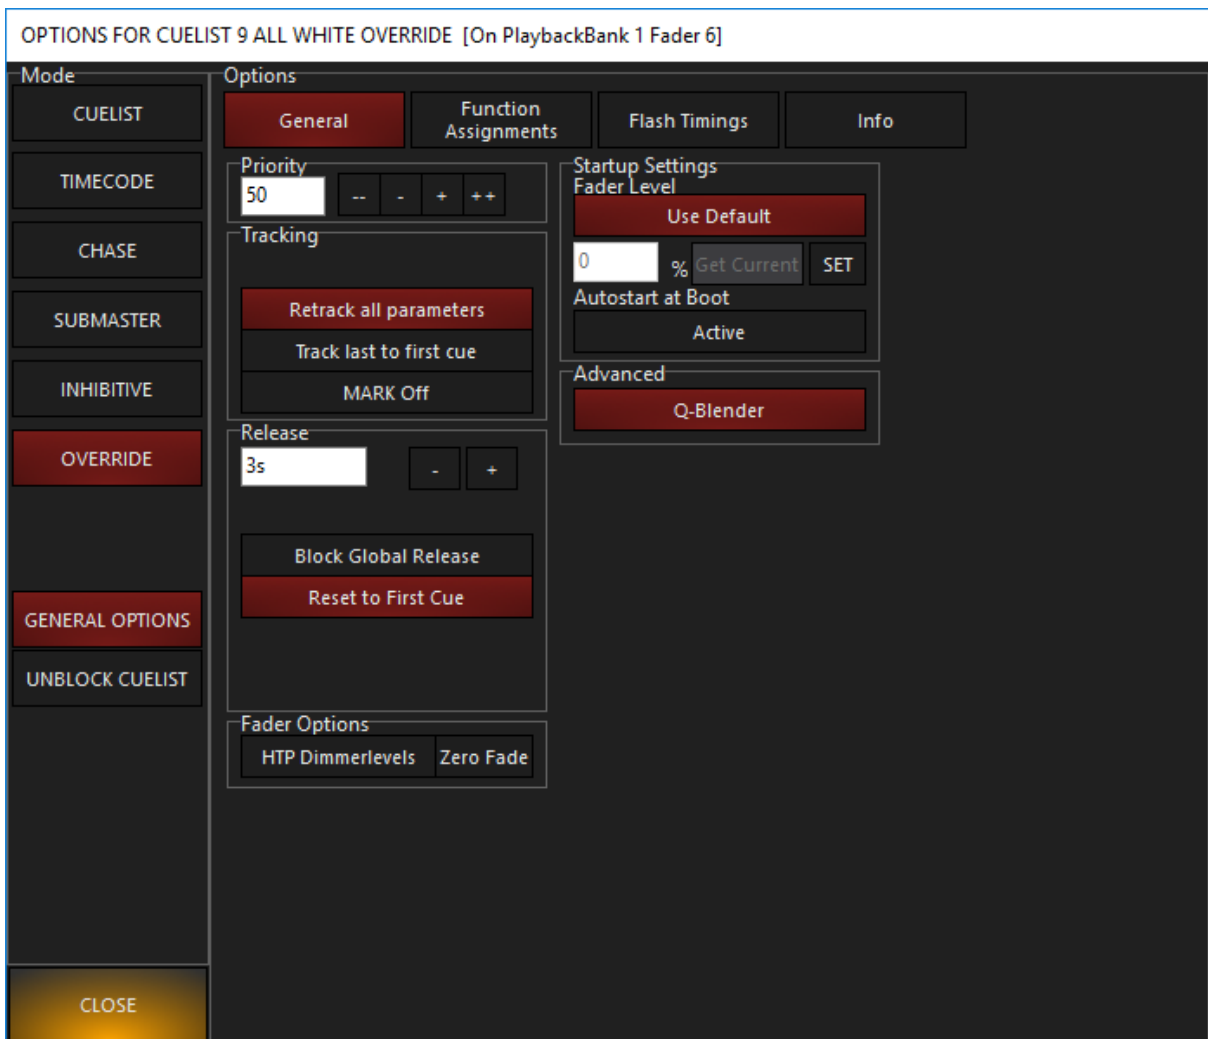 OPTIONS FOR CUELIST 9 ALL WHITE OVERRIDE [On PlaybackBank 1 Fader 6]
Mode
CUELIST
TIMECODE
CHASE
SUBMASTER
INHIBITIVE
OVERRIDE
GENERAL OPTIONS
UNBLOCK CUELIST
CLOSE
Options
General
Function
Assignments
Flash Timings
Info
Priority
50 -- - + ++
Tracking
Retrack all parameters
Track last to first cue
MARK Off
Release
3s - +
Block Global Release
Reset to First Cue
Fader Options
HTP Dimmerlevels Zero Fade
Startup Settings
Fader Level
Use Default
0 % Get Current SET
Autostart at Boot
Active
Advanced
Q-Blender